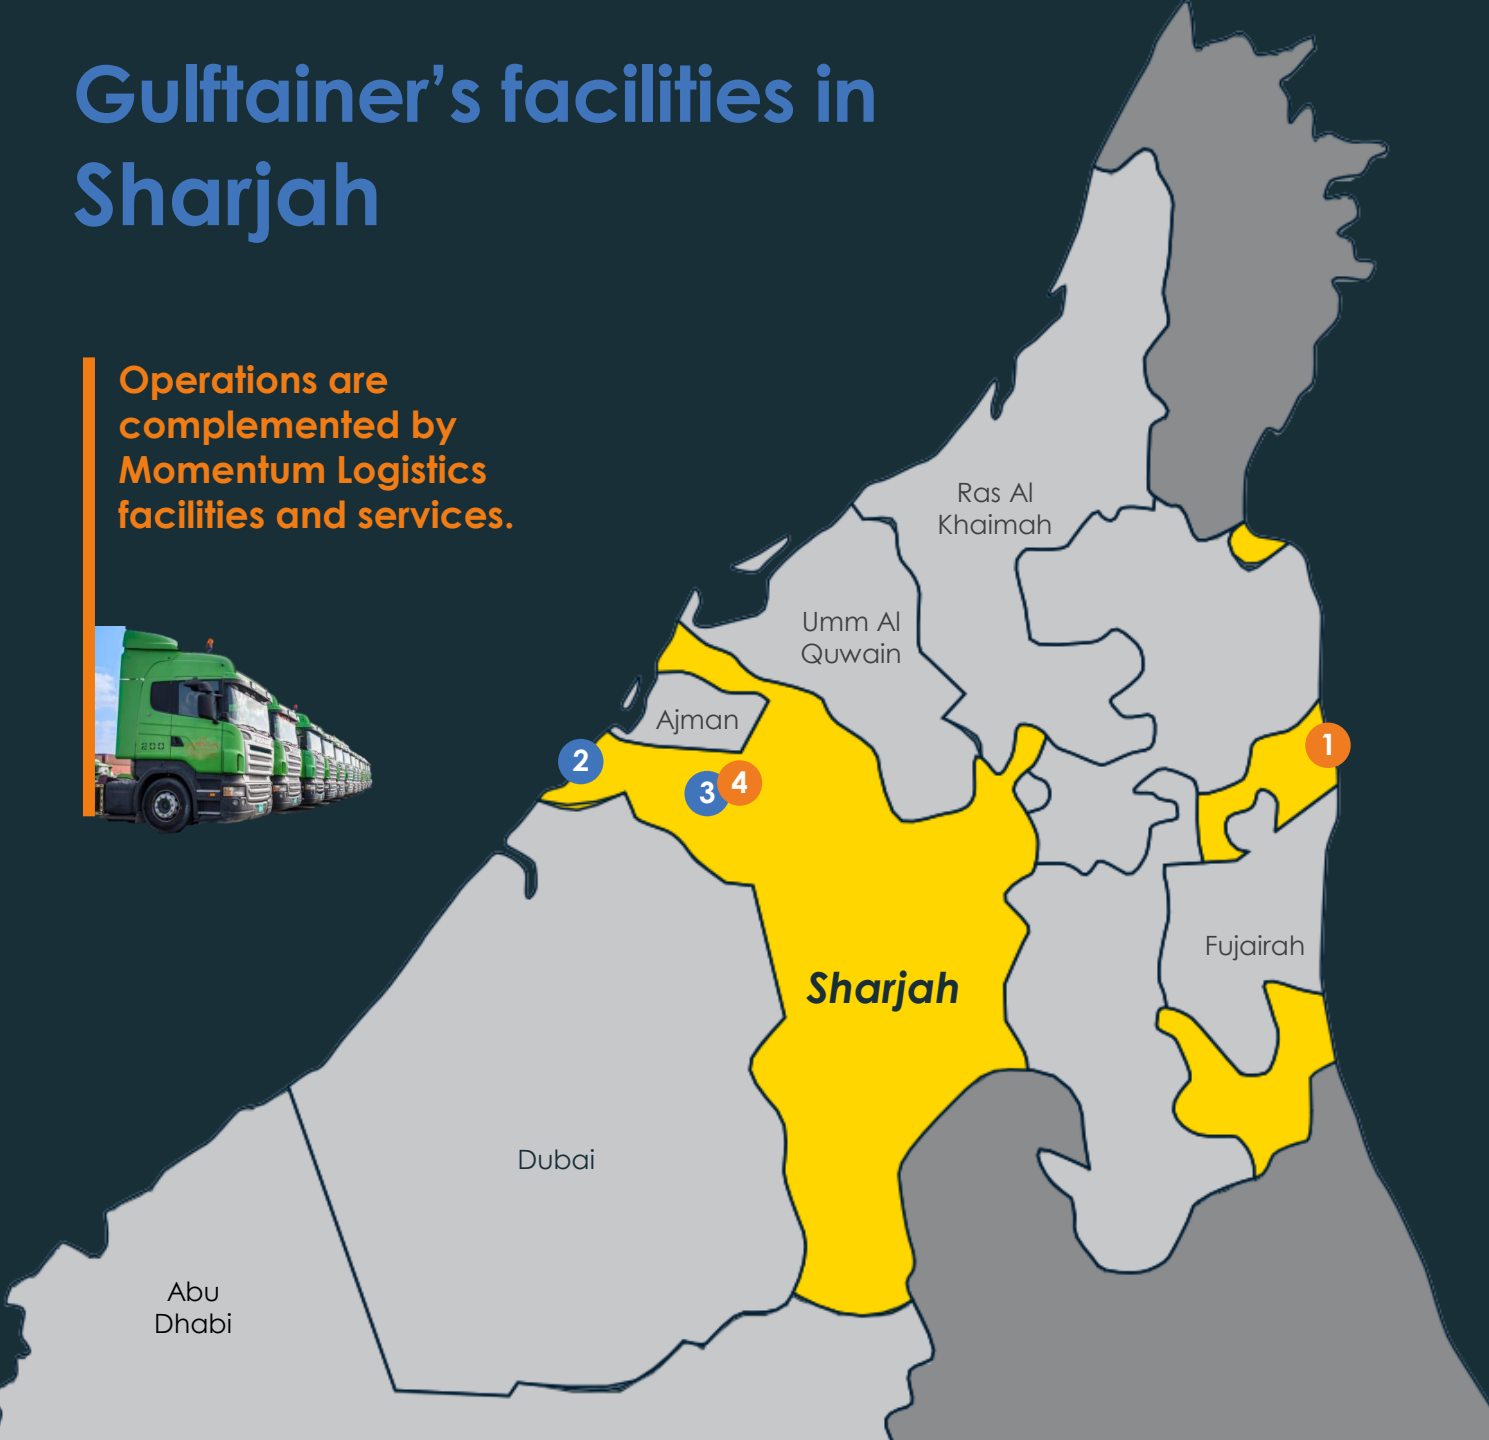 Gulftainer's facilities in
Sharjah
Operations are
complemented by
Momentum Logistics
facilities and services.
200
Ras Al
Khaimah
Umm Al
Quwain
Ajman
1
2
3
4
Fujairah
Sharjah
Dubai
Abu
Dhabi